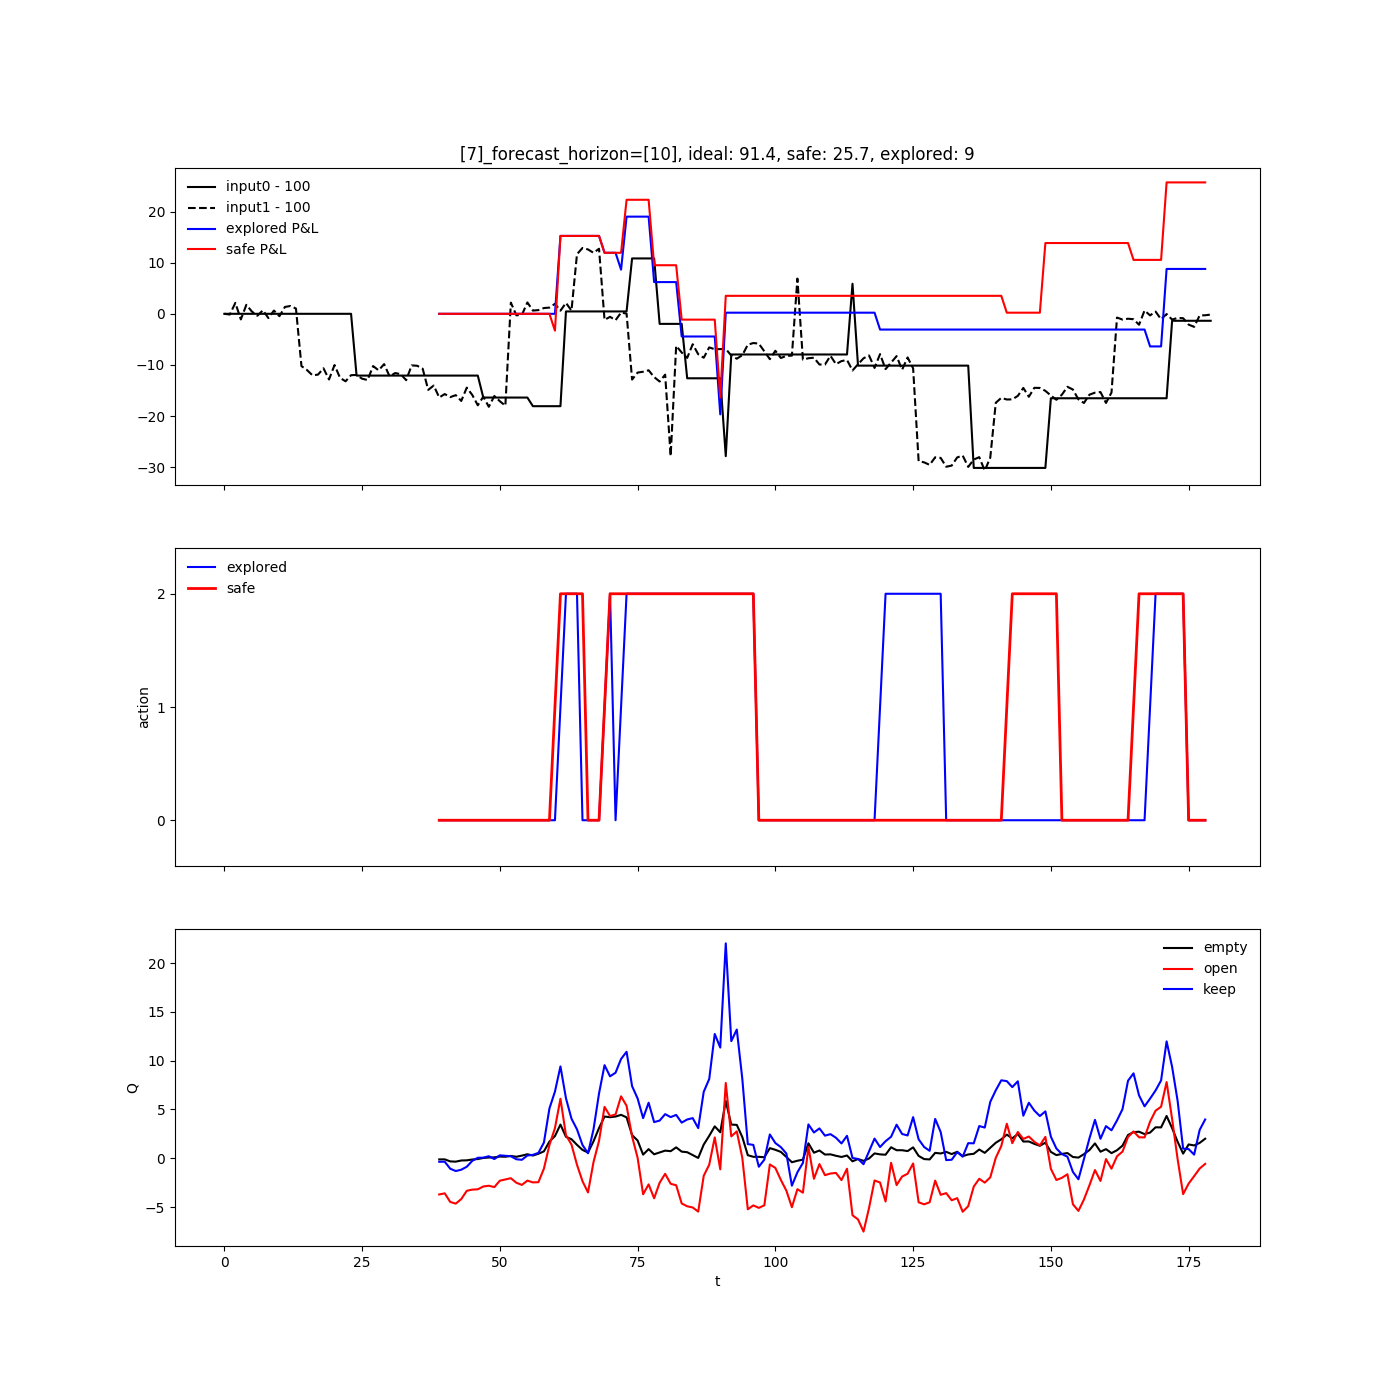 [7]_forecast_horizon=[10], ideal: 91.4, safe: 25.7, explored: 9
input0 - 100
input1 - 100
explored P&L
safe P&L
20
10
0
−10
−20
−30
explored
safe
2
1
0
action
empty
open
keep
20
15
10
5
0
−5
Q
0 25 50 75 100 125 150 175
t